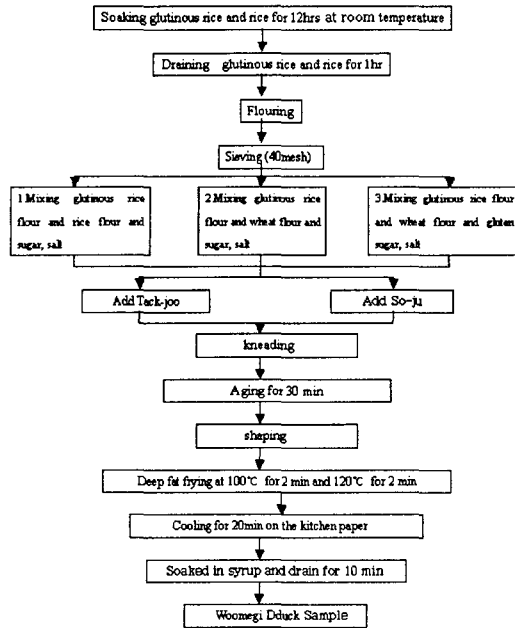 Soaking glutinous rice and rice for 12hrs at room temperature
Draining glutinous rice and rice for 1hr
Flouring
Sieving (40mesh)
1.Mixing glutinous rice
flour and rice flour and
sugar, salt
2.Mixing glutinous rice
flour and wheat flour and
sugar, salt
3.Mixing glutinous rice flour
and wheat flour and gluten
sugar, salt
Add Tack-joo
Add So-ju
kneading
Aging for 30 min
shaping
Deep fat frying at 100℃ for 2 min and 120℃ for 2 min
Cooling for 20min on the kitchen paper
Soaked in syrup and drain for 10 min
Woomegi Dduck Sample